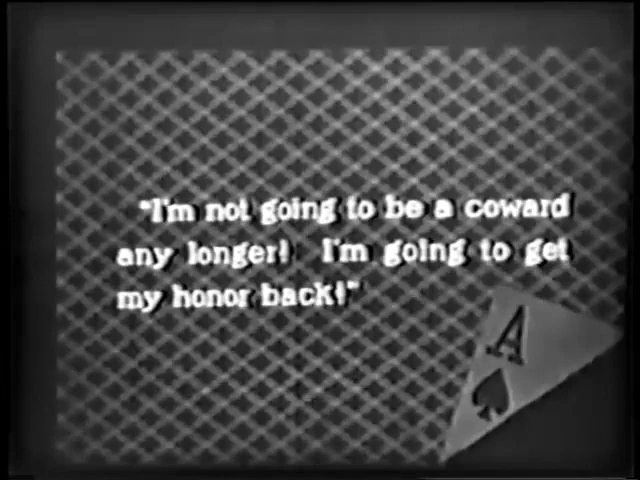 "I'm not going to be a coward
any longer! I'm going to get
my honor back!"
A